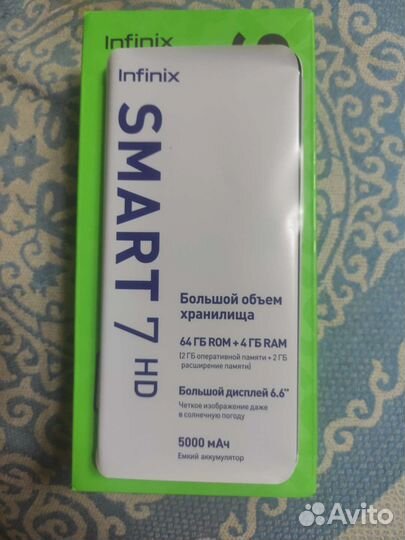 Infinix
Infinix
SMART 7 HD
Большой объем
хранилища
64 ГБ ROM + 4 ГБ RAM
(2 ГБ оперативной памяти + 2 ГБ
расширение памяти)
Большой дисплей 6.6"
Четкое изображение даже
в солнечную погоду
5000 мАч
Емкий аккумулятор
Avito